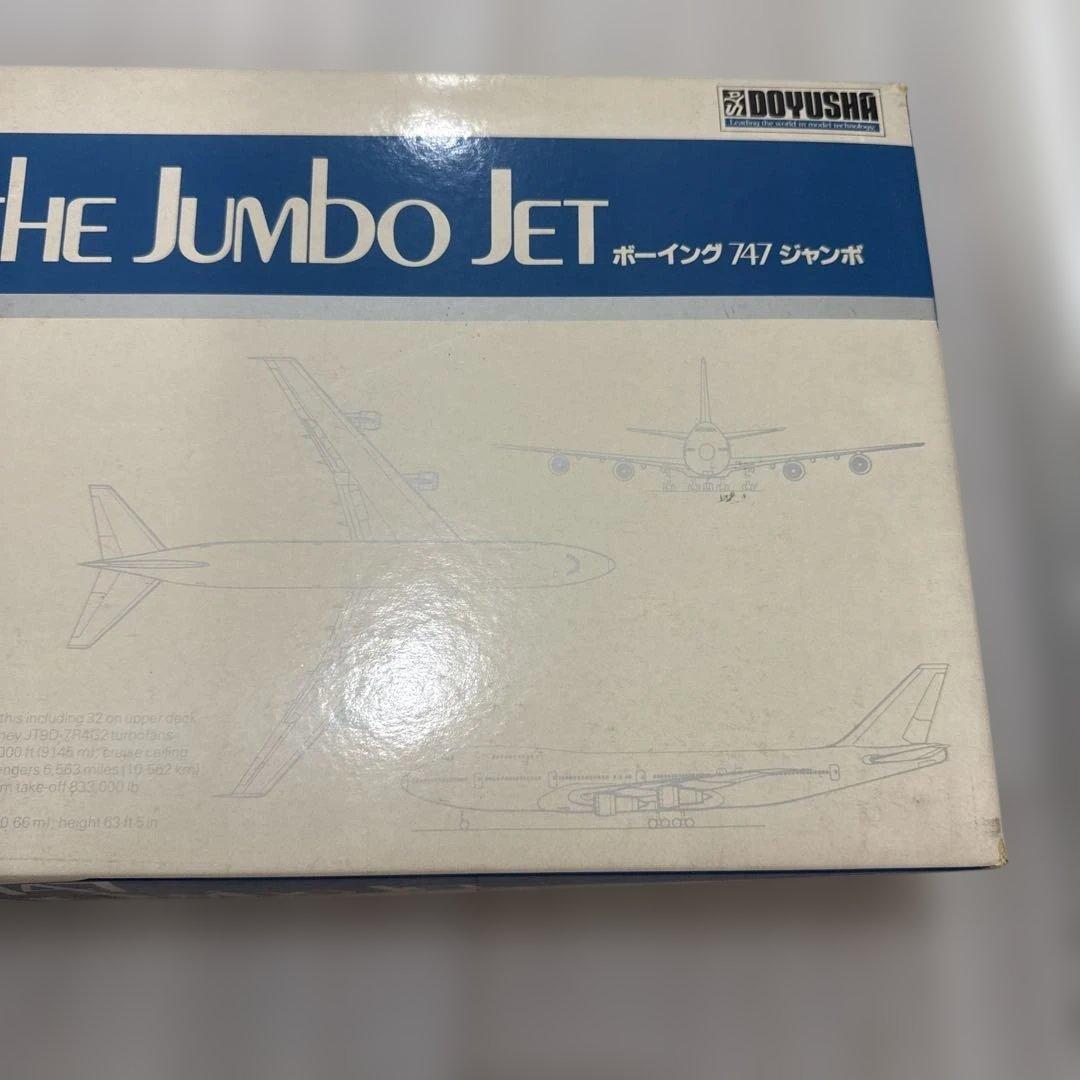 DOYUSHA
Leading the world in model technology.
THE JUMBO JET ボーイング 747 ジャンボ
this including 32 on upper deck
ney JT9D-7R4G2 turbofans
000 ft (9145 m), cruise ceiling
engers 6,563 miles (10 562 km)
m take-off 833,000 lb
0 66 m), height 63 ft 5 in